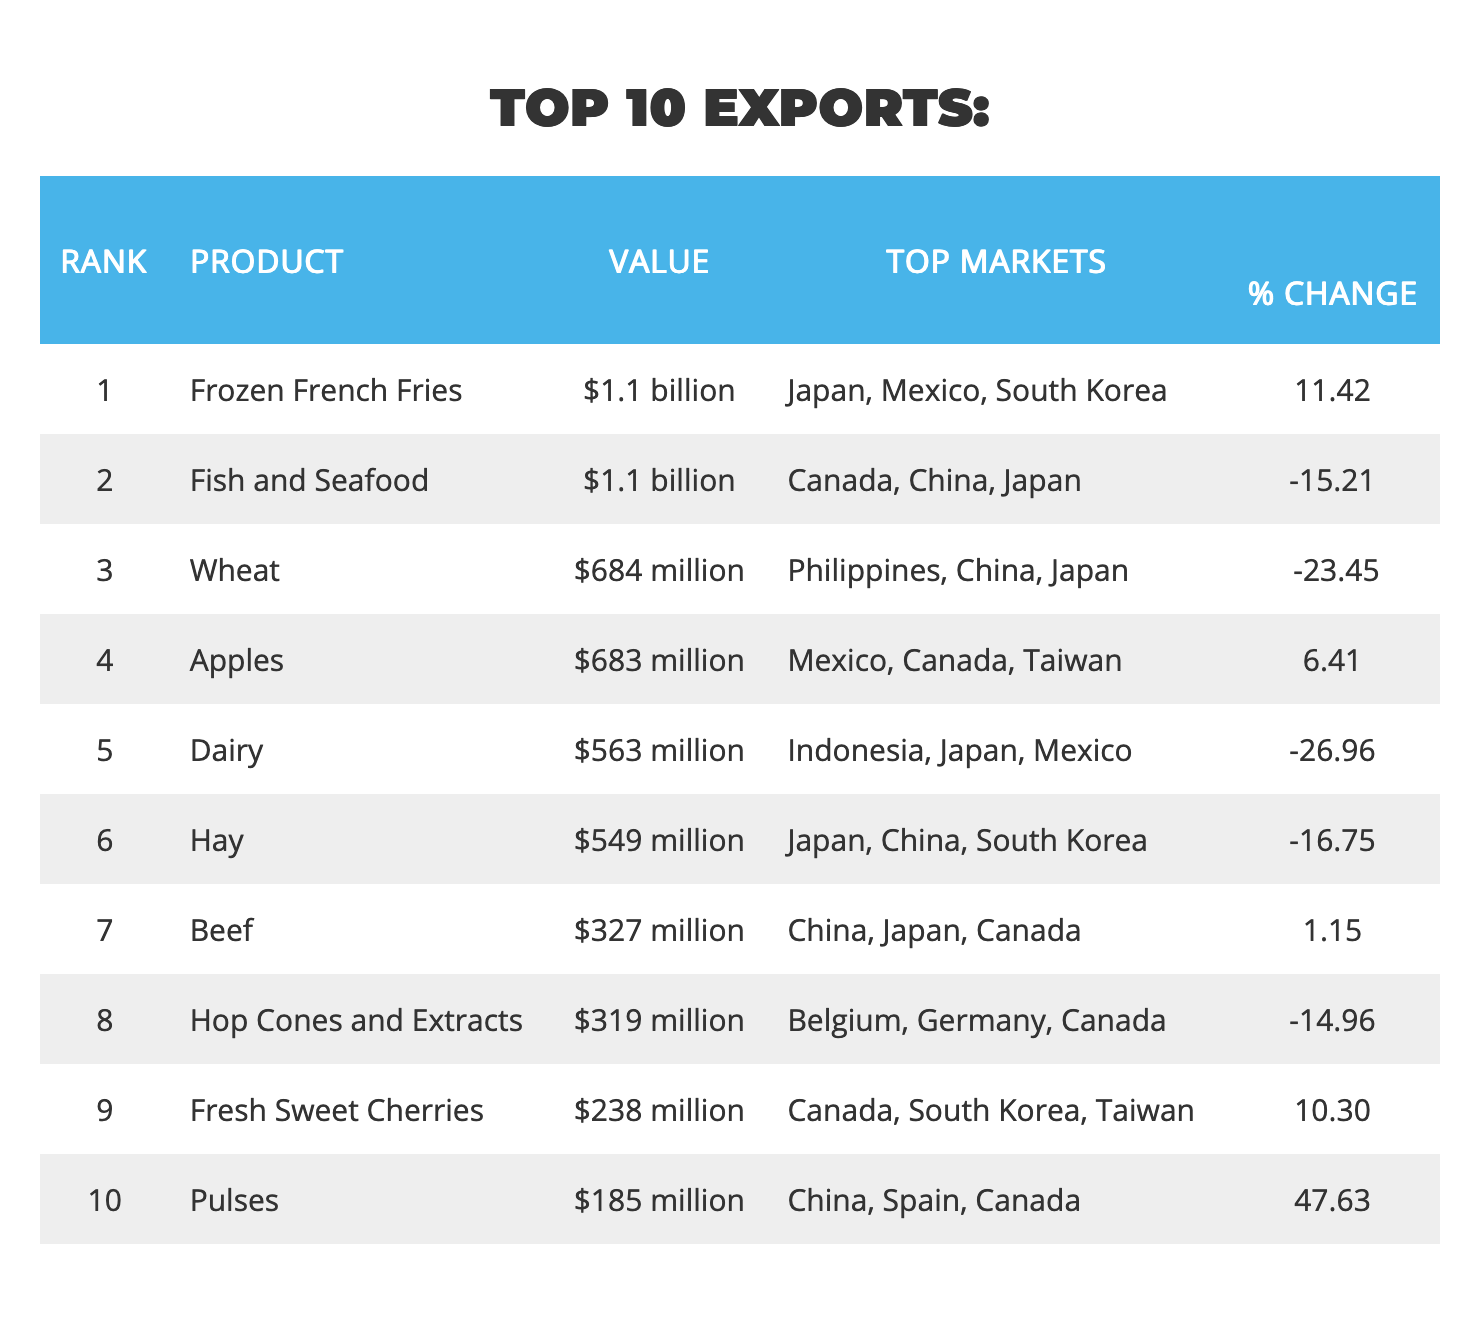 TOP 10 EXPORTS:
RANK PRODUCT VALUE TOP MARKETS % CHANGE
1 Frozen French Fries $1.1 billion Japan, Mexico, South Korea 11.42
2 Fish and Seafood $1.1 billion Canada, China, Japan -15.21
3 Wheat $684 million Philippines, China, Japan -23.45
4 Apples $683 million Mexico, Canada, Taiwan 6.41
5 Dairy $563 million Indonesia, Japan, Mexico -26.96
6 Hay $549 million Japan, China, South Korea -16.75
7 Beef $327 million China, Japan, Canada 1.15
8 Hop Cones and Extracts $319 million Belgium, Germany, Canada -14.96
9 Fresh Sweet Cherries $238 million Canada, South Korea, Taiwan 10.30
10 Pulses $185 million China, Spain, Canada 47.63